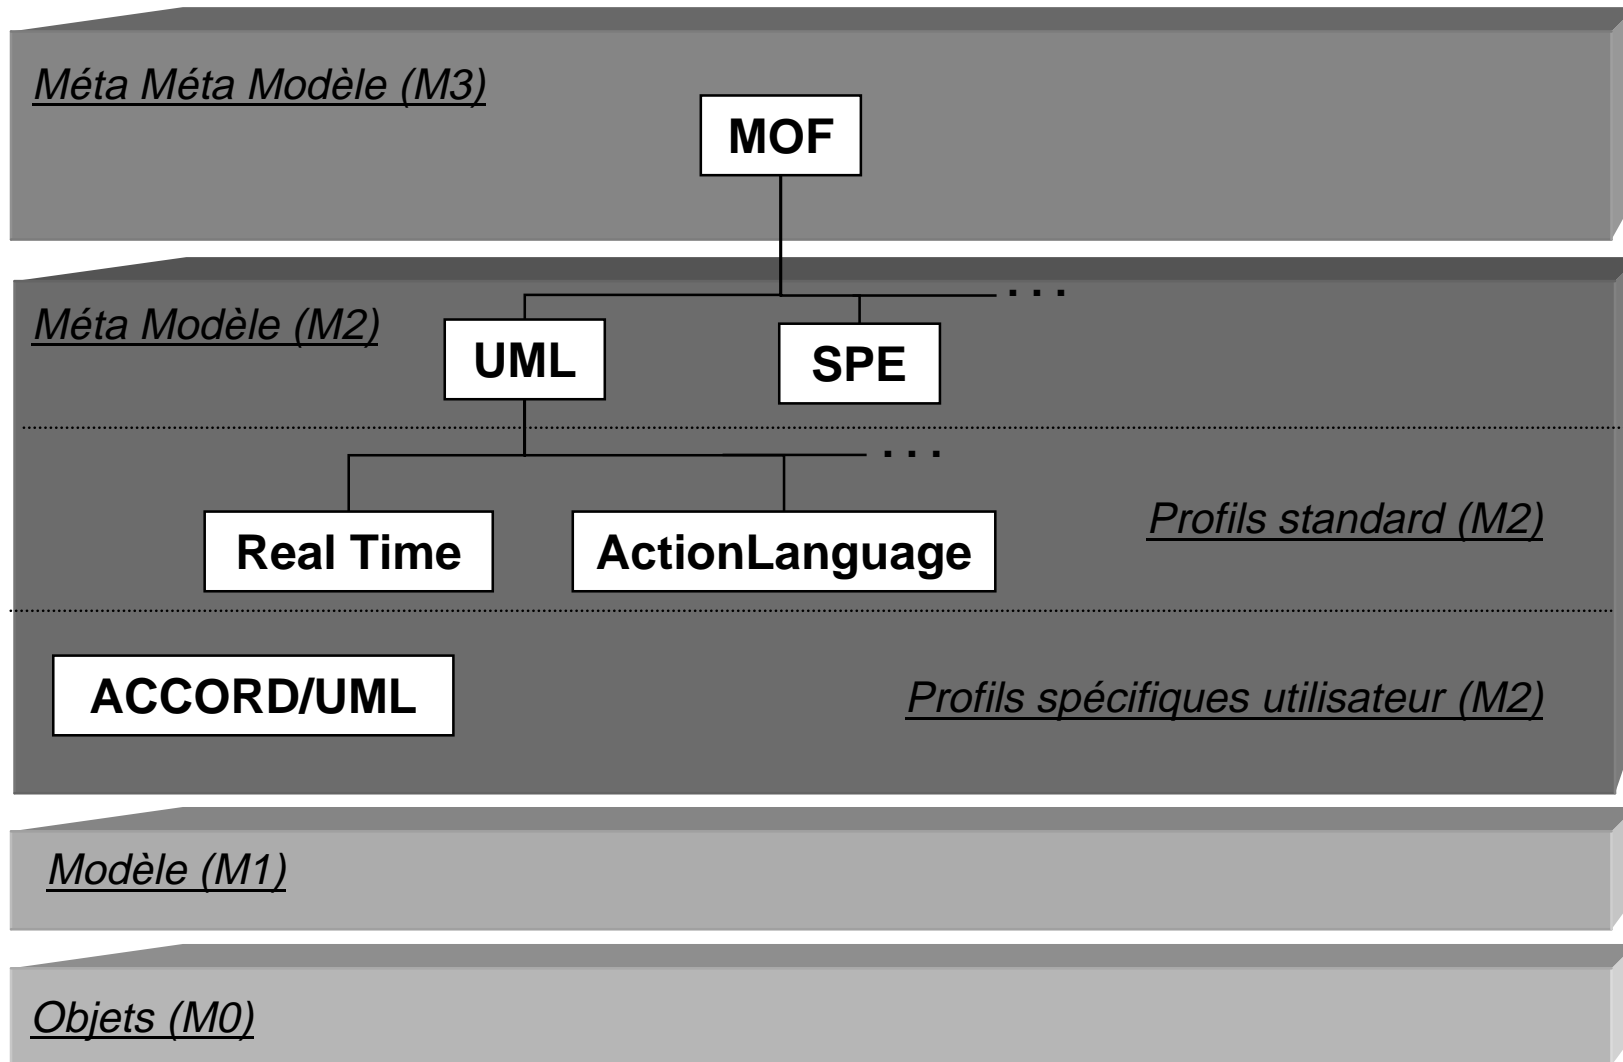 Méta Méta Modèle (M3)
MOF
. . .
Méta Modèle (M2)
UML
SPE
. . .
Profils standard (M2)
Real Time
ActionLanguage
ACCORD/UML
Profils spécifiques utilisateur (M2)
Modèle (M1)
Objets (M0)